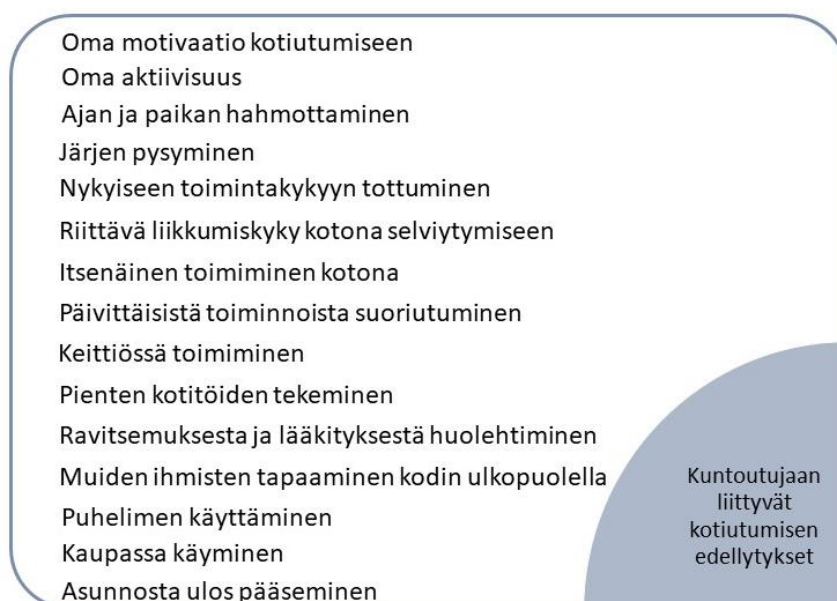 Oma motivaatio kotiutumiseen
Oma aktiivisuus
Ajan ja paikan hahmottaminen
Järjen pysyminen
Nykyiseen toimintakykyyn tottuminen
Riittävä liikkumiskyky kotona selviytymiseen
Itsenäinen toimiminen kotona
Päivittäisistä toiminnoista suoriutuminen
Keittiössä toimiminen
Pienten kotitöiden tekeminen
Ravitsemuksesta ja lääkityksestä huolehtiminen
Muiden ihmisten tapaaminen kodin ulkopuolella
Puhelimen käyttäminen
Kaupassa käyminen
Asunnosta ulos pääseminen
Kuntoutujaan
liittyvät
kotiutumisen
edellytykset